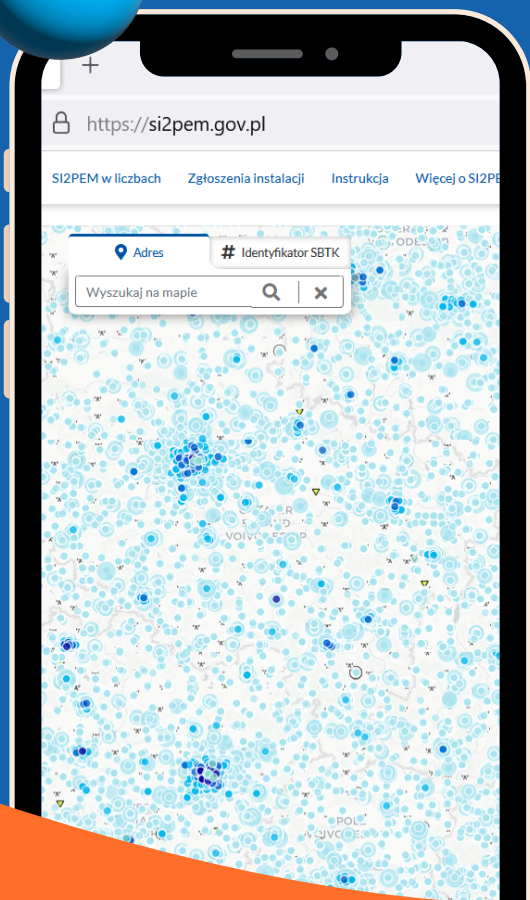 https://si2pem.gov.pl
SI2PEM w liczbach Zgłoszenia instalacji Instrukcja Więcej o SI2PE
Adres # Identyfikator SBTK
Wyszukaj na mapie